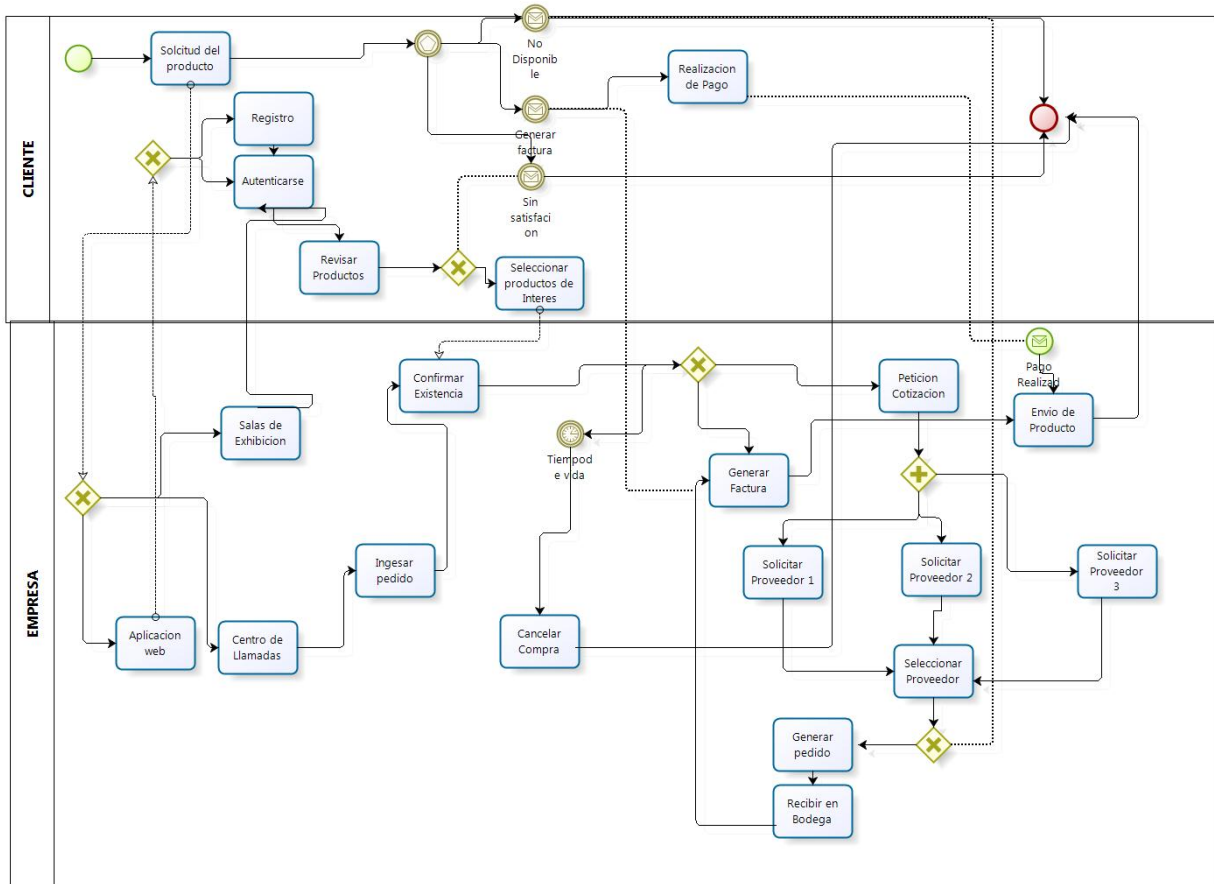 CLIENTE
Solcitud del
producto
No
Disponib
le
Realizacion
de Pago
Registro
Generar
factura
Autenticarse
Sin
satisfaci
on
Revisar
Productos
Seleccionar
productos de
Interes
EMPRESA
Confirmar
Existencia
Peticion
Cotizacion
Pago
Realizad
Envio de
Producto
Salas de
Exhibicion
Tiempod
e vida
Generar
Factura
Ingesar
pedido
Solicitar
Proveedor 1
Solicitar
Proveedor 2
Solicitar
Proveedor
3
Aplicacion
web
Centro de
Llamadas
Cancelar
Compra
Seleccionar
Proveedor
Generar
pedido
Recibir en
Bodega